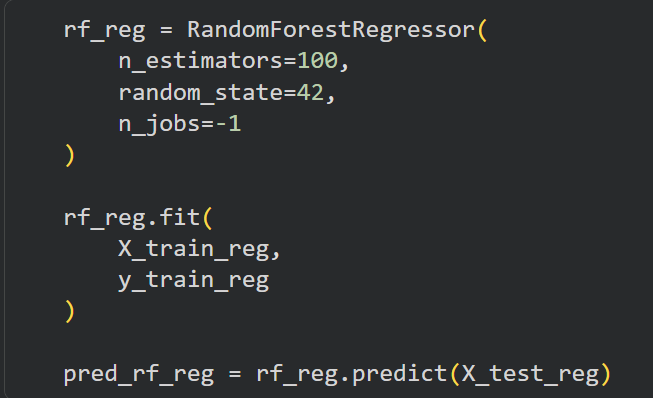 rf_reg = RandomForestRegressor(
    n_estimators=100,
    random_state=42,
    n_jobs=-1
)
rf_reg.fit(
    X_train_reg,
    y_train_reg
)
pred_rf_reg = rf_reg.predict(X_test_reg)